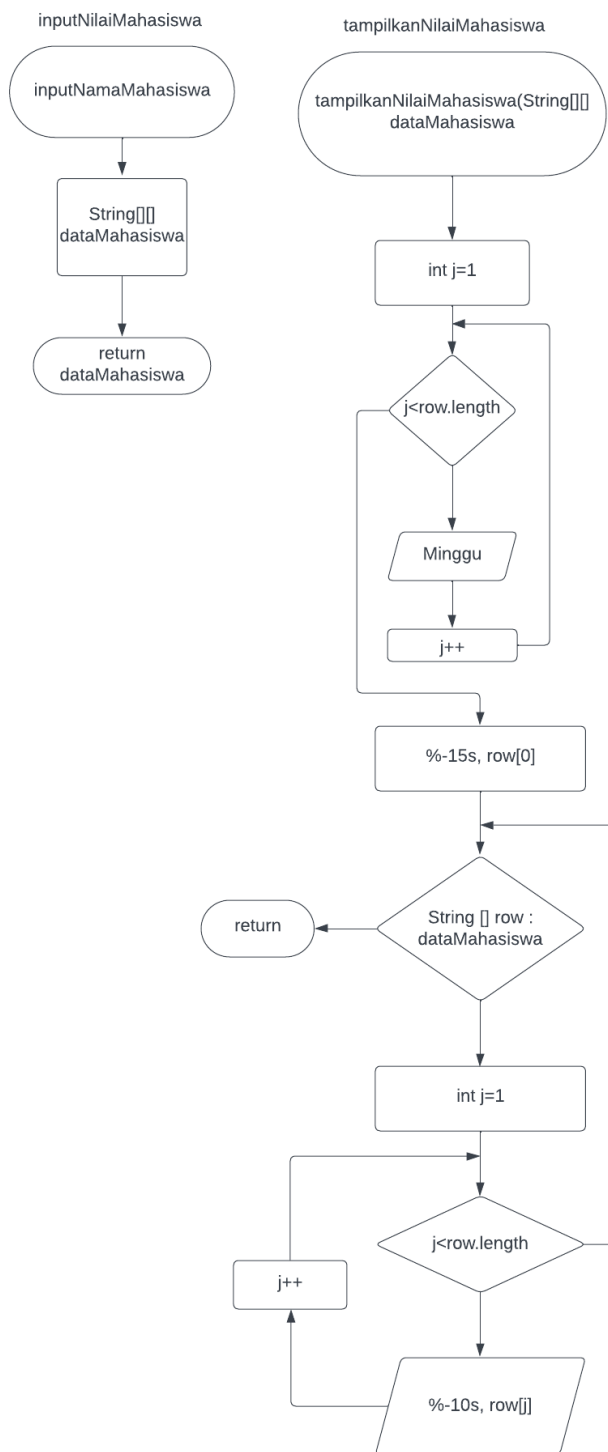 inputNilaiMahasiswa
inputNamaMahasiswa
String[][]
dataMahasiswa
return
dataMahasiswa
tampilkanNilaiMahasiswa
tampilkanNilaiMahasiswa(String[][]
dataMahasiswa
int j=1
j<row.length
Minggu
j++
%-15s, row[0]
String [] row :
dataMahasiswa
return
int j=1
j<row.length
j++
%-10s, row[j]